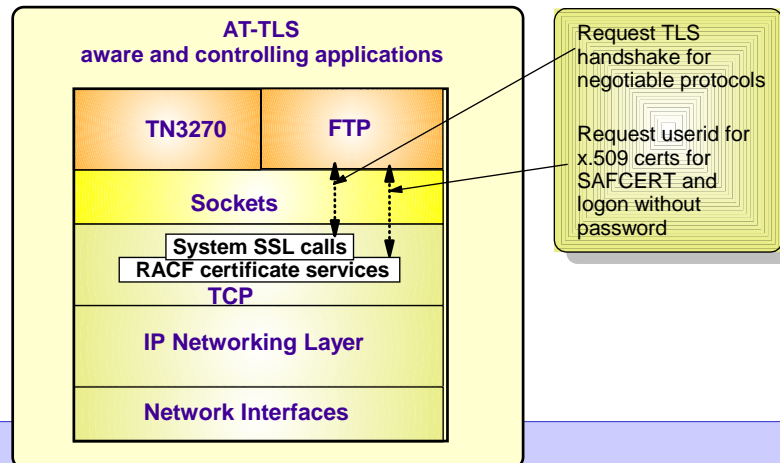 AT-TLS
aware and controlling applications
TN3270
FTP
Sockets
System SSL calls
RACF certificate services
TCP
IP Networking Layer
Network Interfaces
Request TLS
handshake for
negotiable protocols
Request userid for
x.509 certs for
SAFCERT and
logon without
password